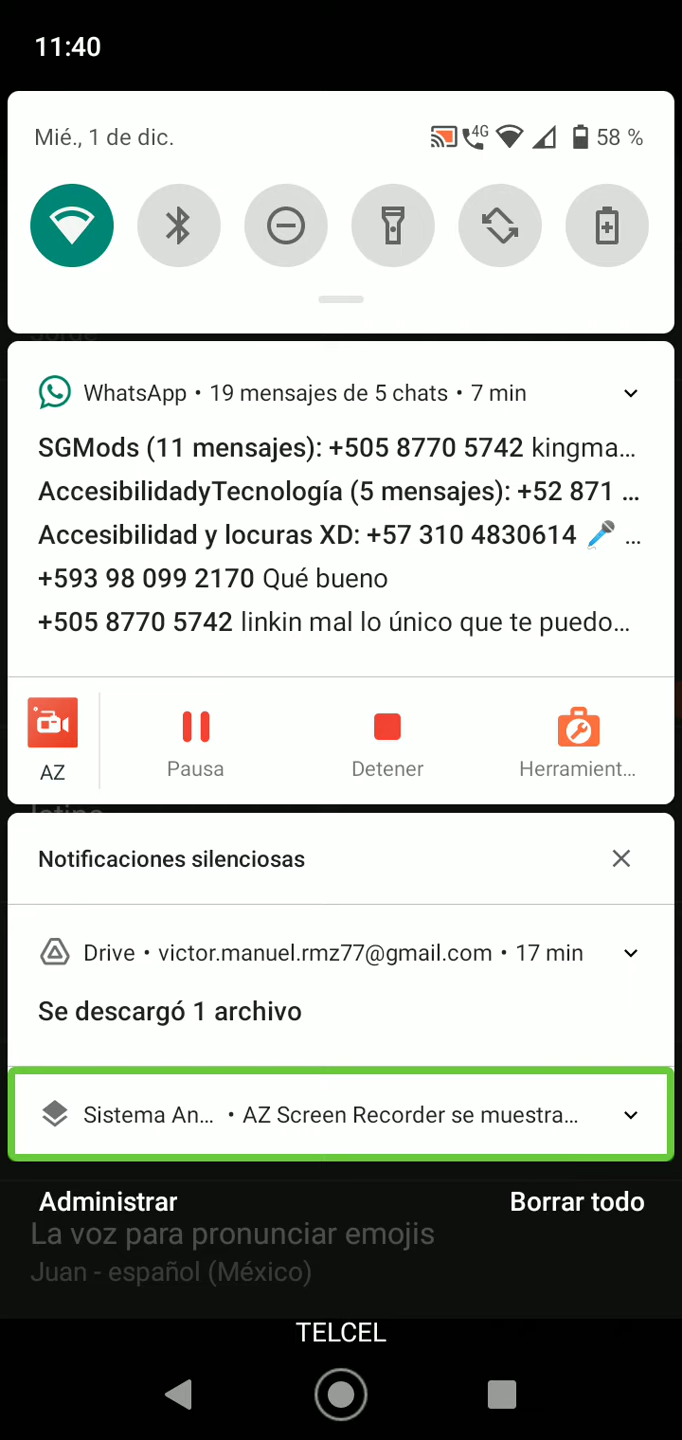 11:40
Mié., 1 de dic.
4G
58 %
WhatsApp • 19 mensajes de 5 chats • 7 min
SGMods (11 mensajes): +505 8770 5742 kingma…
AccesibilidadyTecnología (5 mensajes): +52 871 …
Accesibilidad y locuras XD: +57 310 4830614 🎤 …
+593 98 099 2170 Qué bueno
+505 8770 5742 linkin mal lo único que te puedo…
AZ
Pausa
Detener
Herramient…
latino
Notificaciones silenciosas
Drive • victor.manuel.rmz77@gmail.com • 17 min
Se descargó 1 archivo
Sistema An… • AZ Screen Recorder se muestra…
Administrar
Borrar todo
La voz para pronunciar emojis
Juan - español (México)
TELCEL